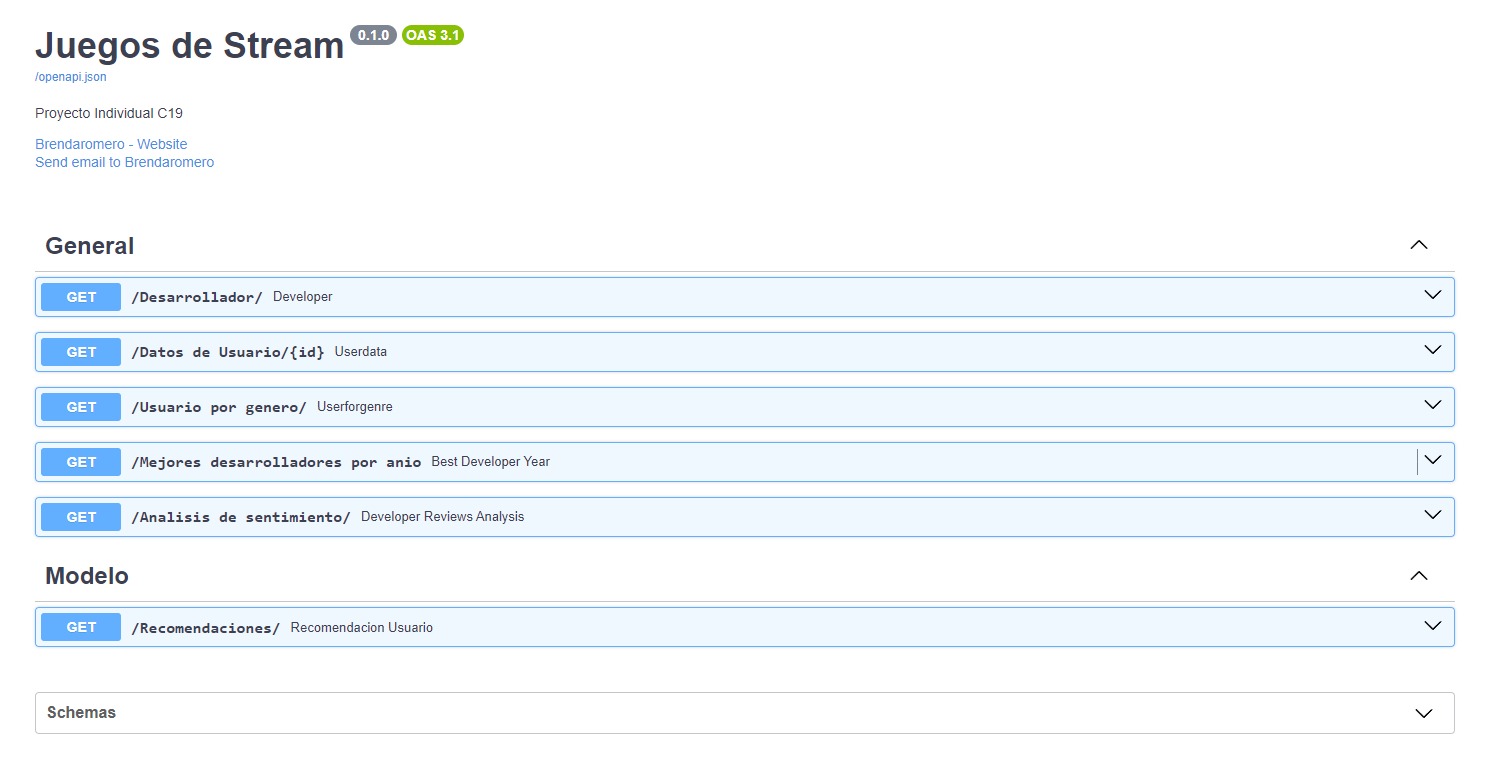 Juegos de Stream 0.1.0 OAS 3.1
/openapi.json
Proyecto Individual C19
Brendaromero - Website
Send email to Brendaromero
General
GET /Desarrollador/ Developer
GET /Datos de Usuario/{id} Userdata
GET /Usuario por genero/ Userforgenre
GET /Mejores desarrolladores por anio Best Developer Year
GET /Analisis de sentimiento/ Developer Reviews Analysis
Modelo
GET /Recomendaciones/ Recomendacion Usuario
Schemas